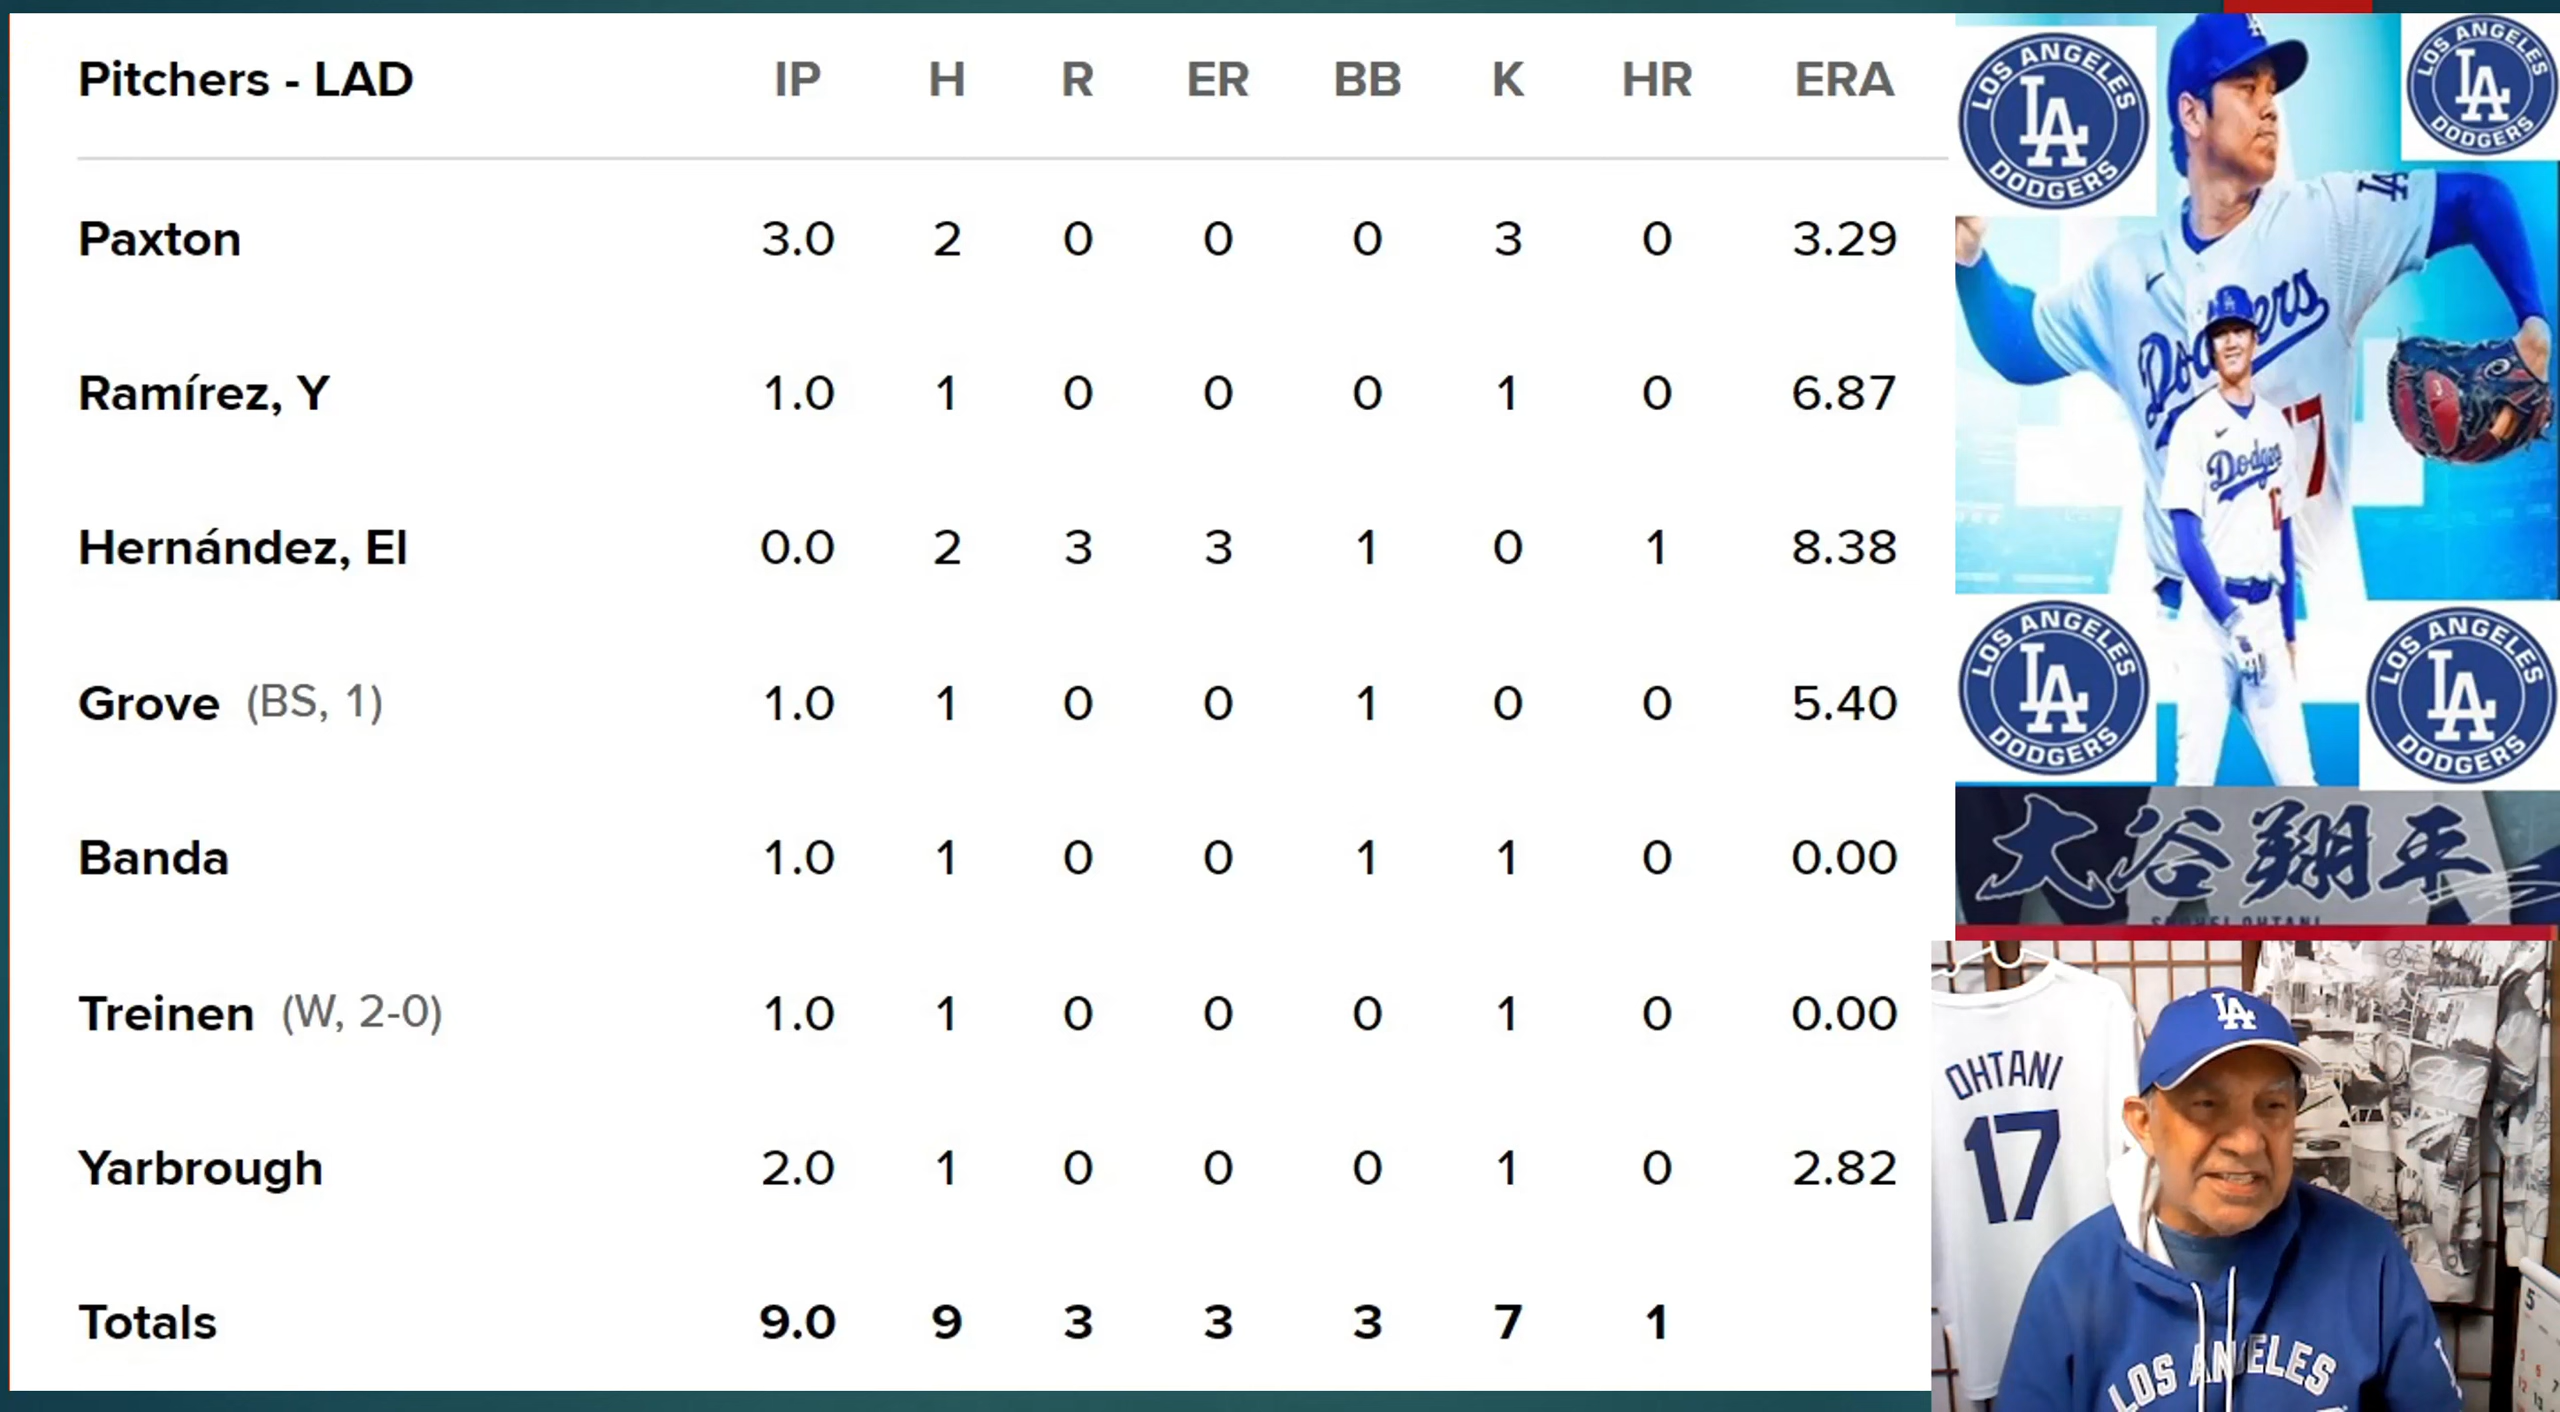 Pitchers - LAD IP H R ER BB K HR ERA
Paxton 3.0 2 0 0 0 3 0 3.29
Ramírez, Y 1.0 1 0 0 0 1 0 6.87
Hernández, El 0.0 2 3 3 1 0 1 8.38
Grove (BS, 1) 1.0 1 0 0 1 0 0 5.40
Banda 1.0 1 0 0 1 1 0 0.00
Treinen (W, 2-0) 1.0 1 0 0 0 1 0 0.00
Yarbrough 2.0 1 0 0 0 1 0 2.82
Totals 9.0 9 3 3 3 7 1
LOS ANGELES
LA
DODGERS
LOS ANGELES
LA
DODGERS
LA
LA
Dodgers
7
Dodgers
LOS ANGELES
LA
DODGERS
LOS ANGELES
LA
DODGERS
大谷翔平
SHOHEI OHTANI
OHTANI
17
LA
LOS ANGELES
5